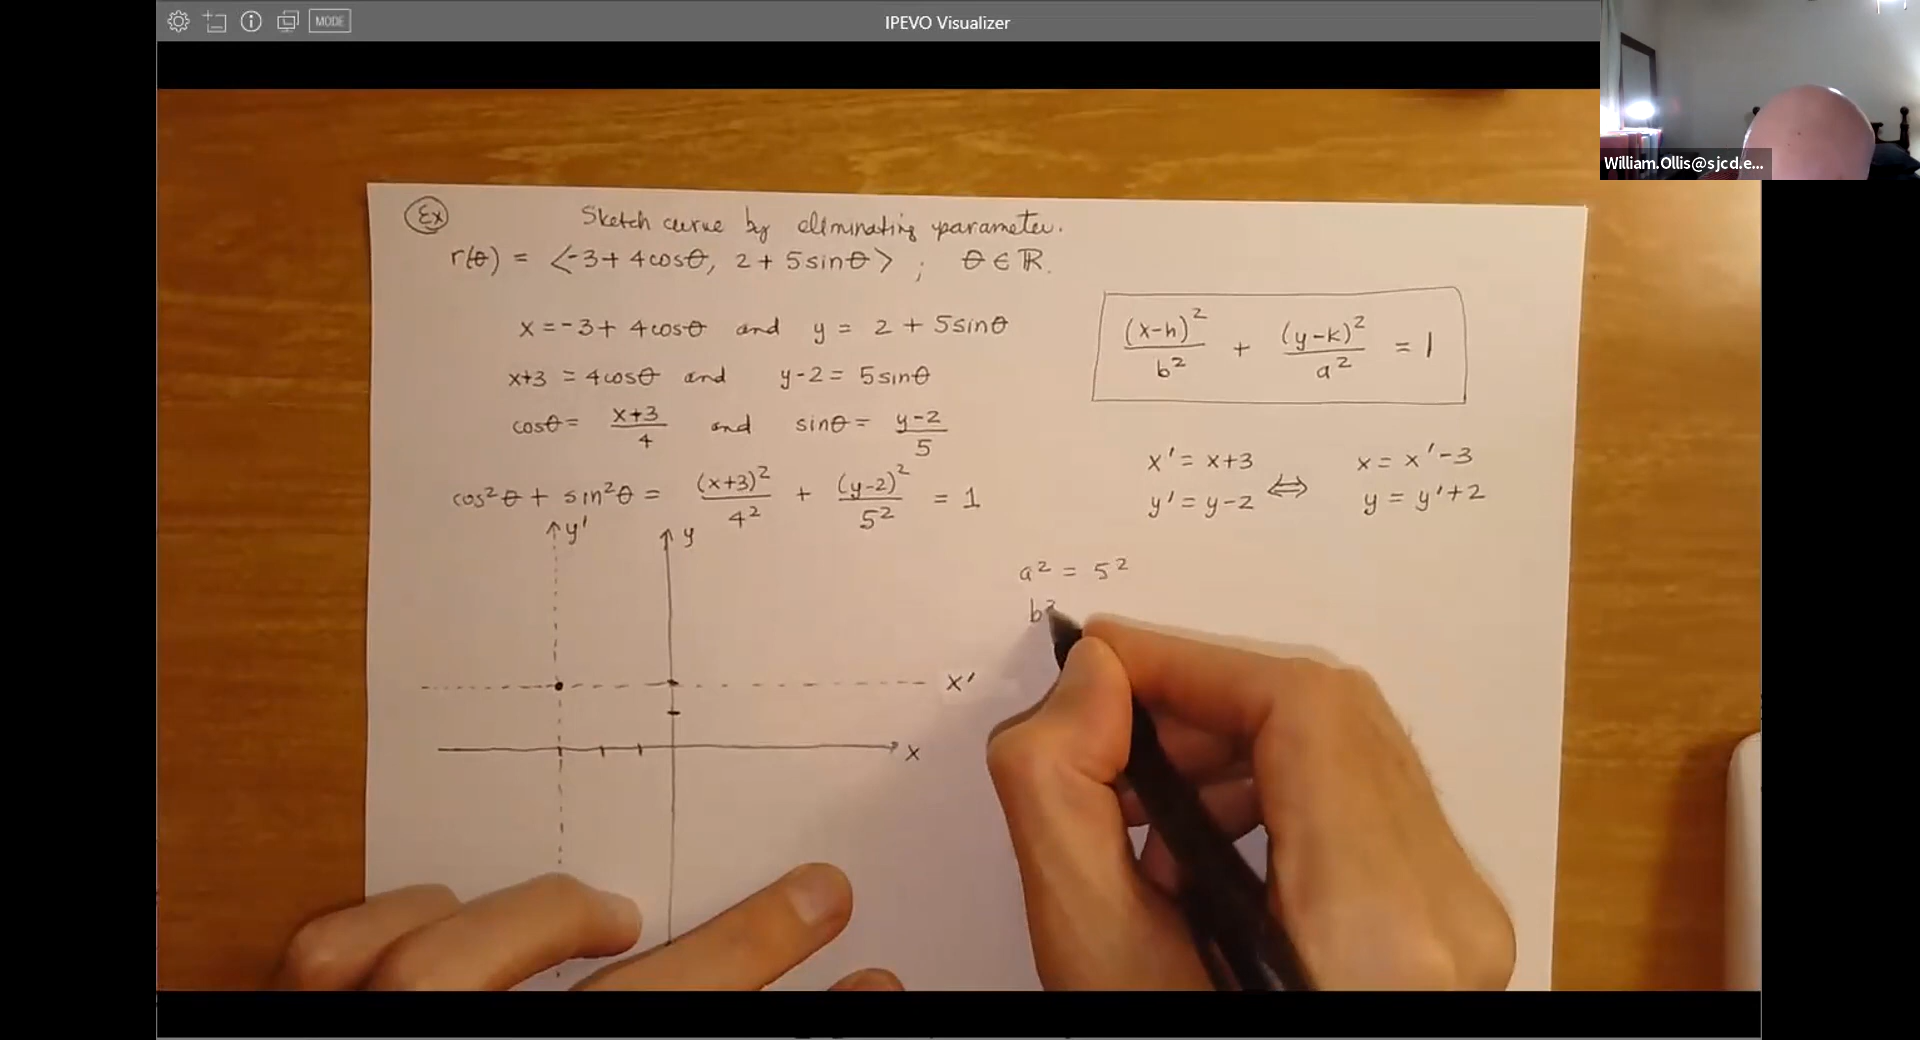 MODE
IPEVO Visualizer
William.Ollis@sjcd.e...
Ex
Sketch curve by eliminating parameter.
r(θ) = <-3+4cosθ, 2+5sinθ> ; θ∈ℝ.
x=-3+4cosθ and y = 2+5sinθ
x+3 = 4cosθ and y-2 = 5sinθ
cosθ = (x+3)/4 and sinθ = (y-2)/5
cos²θ + sin²θ = (x+3)²/4² + (y-2)²/5² = 1
(x-h)²/b² + (y-k)²/a² = 1
x' = x+3 ⇔ x = x'-3
y' = y-2 y = y'+2
y'
y
x'
x
a² = 5²
b²